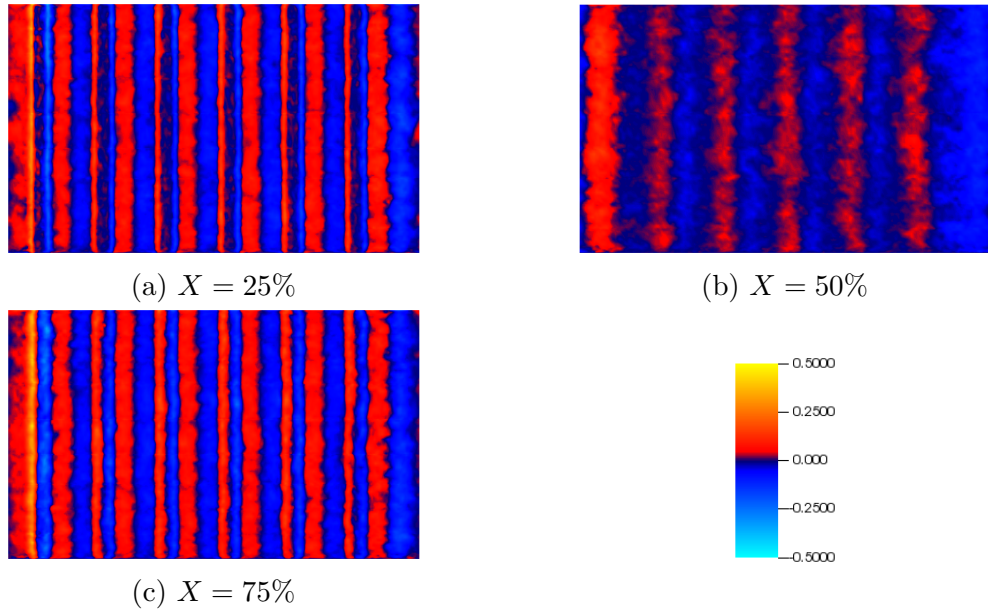 (a) X = 25%
(b) X = 50%
0.5000
0.2500
0.000
-0.2500
-0.5000
(c) X = 75%